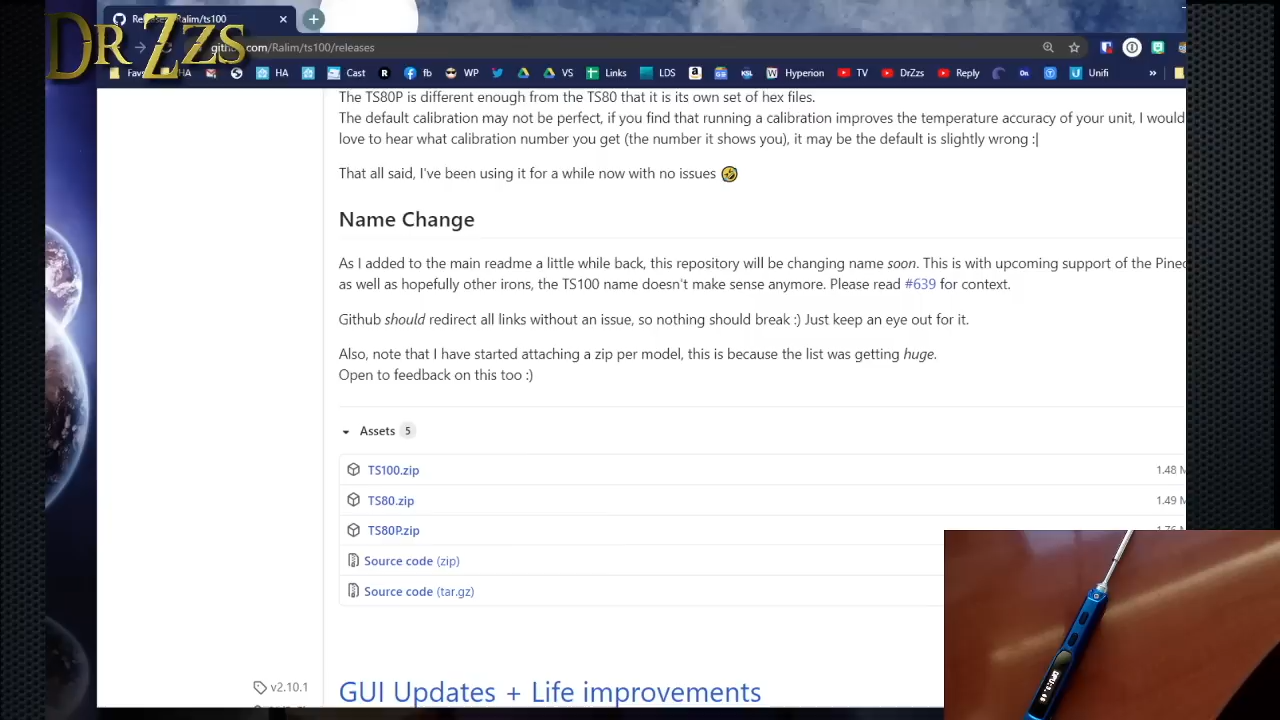 DrZzs
Releases · Ralim/ts100
github.com/Ralim/ts100/releases
HA HA Cast fb WP VS Links LDS Hyperion TV DrZzs Reply Unifi »
The TS80P is different enough from the TS80 that it is its own set of hex files.
The default calibration may not be perfect, if you find that running a calibration improves the temperature accuracy of your unit, I would
love to hear what calibration number you get (the number it shows you), it may be the default is slightly wrong :|
That all said, I've been using it for a while now with no issues 🤣
Name Change
As I added to the main readme a little while back, this repository will be changing name soon. This is with upcoming support of the Pinec
as well as hopefully other irons, the TS100 name doesn't make sense anymore. Please read #639 for context.
Github should redirect all links without an issue, so nothing should break :) Just keep an eye out for it.
Also, note that I have started attaching a zip per model, this is because the list was getting huge.
Open to feedback on this too :)
Assets 5
TS100.zip 1.48 M
TS80.zip 1.49 M
TS80P.zip 1.76 M
Source code (zip)
Source code (tar.gz)
v2.10.1
GUI Updates + Life improvements